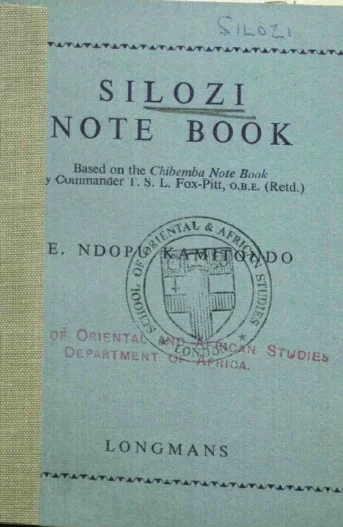 SILOZI
SILOZI
NOTE BOOK
Based on the Chibemba Note Book
y Commander T. S. L. Fox-Pitt, O.B.E. (Retd.)
E. NDOPU KAMITONDO
SCHOOL OF ORIENTAL & AFRICAN STUDIES
LONDON
OF ORIENTAL AND AFRICAN STUDIES
DEPARTMENT OF AFRICA.
LONGMANS